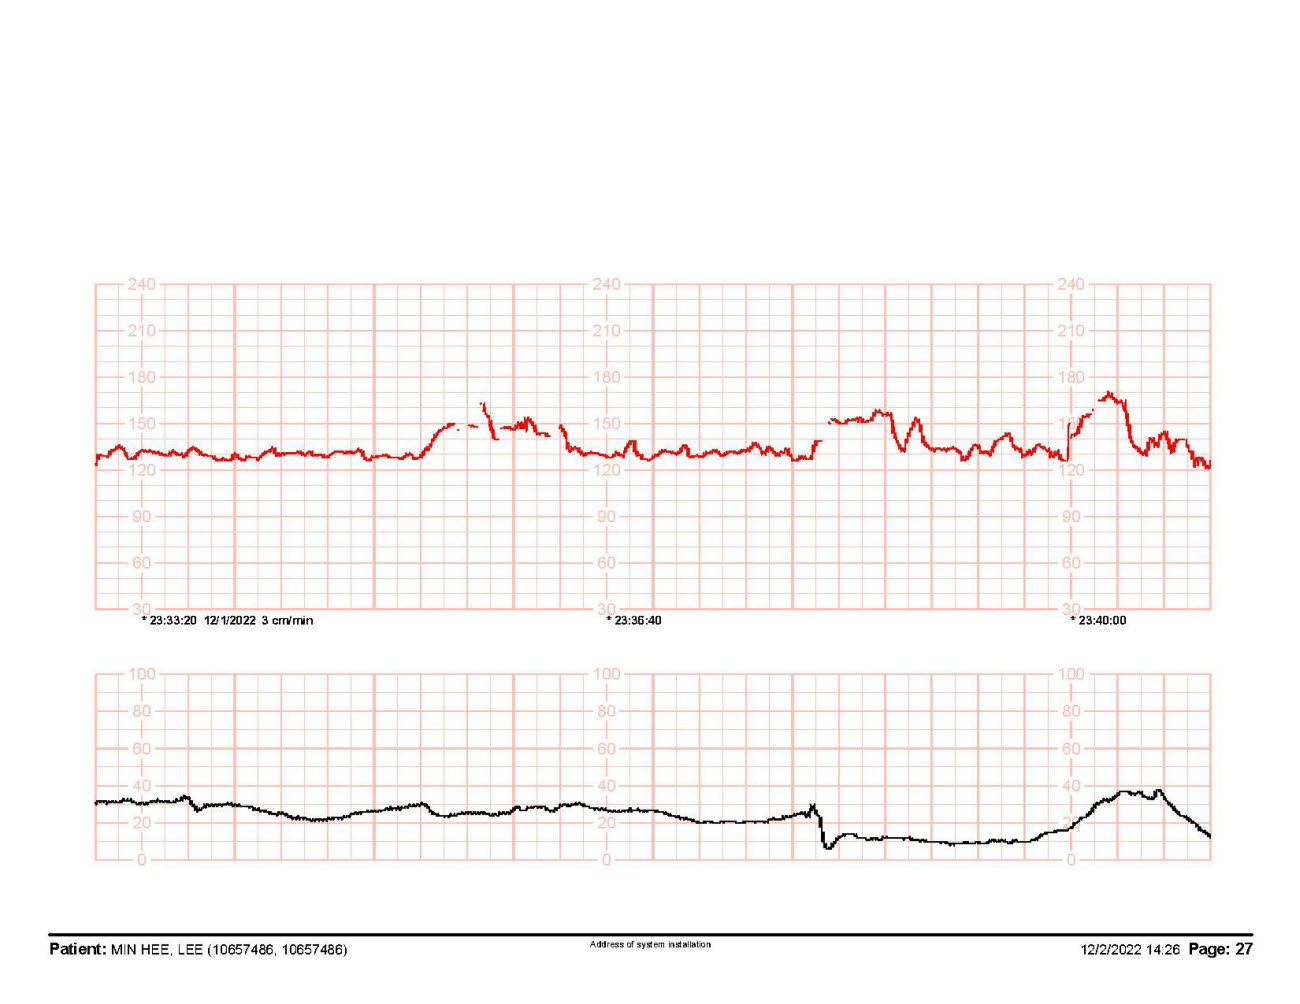 240 240 240
210 210 210
180 180 180
150 150 150
120 120 120
90 90 90
60 60 60
30 30 30
* 23:33:20 12/1/2022 3 cm/min * 23:36:40 * 23:40:00
100 100 100
80 80 80
60 60 60
40 40 40
20 20 20
0 0 0
Patient: MIN HEE, LEE (10657486, 10657486) Address of system installation 12/2/2022 14:26 Page: 27